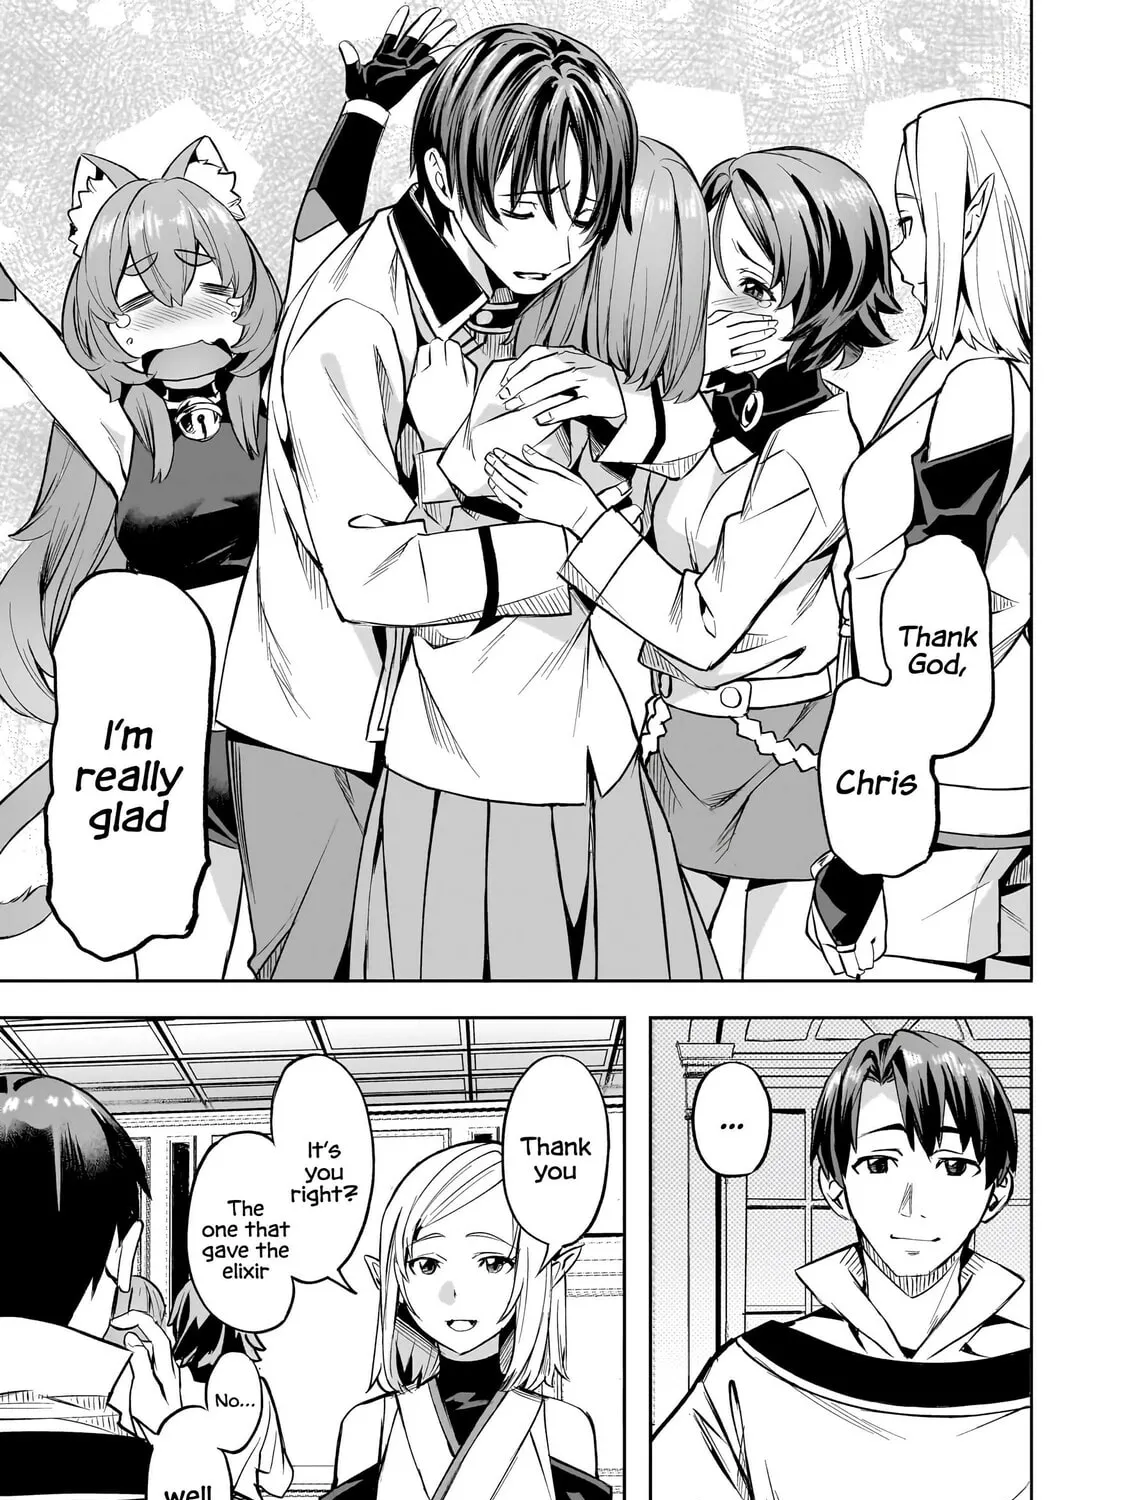 Thank
God,
Chris
I'm
really
glad
...
Thank
you
It's
you
right?
The
one that
gave the
elixir
No...
well